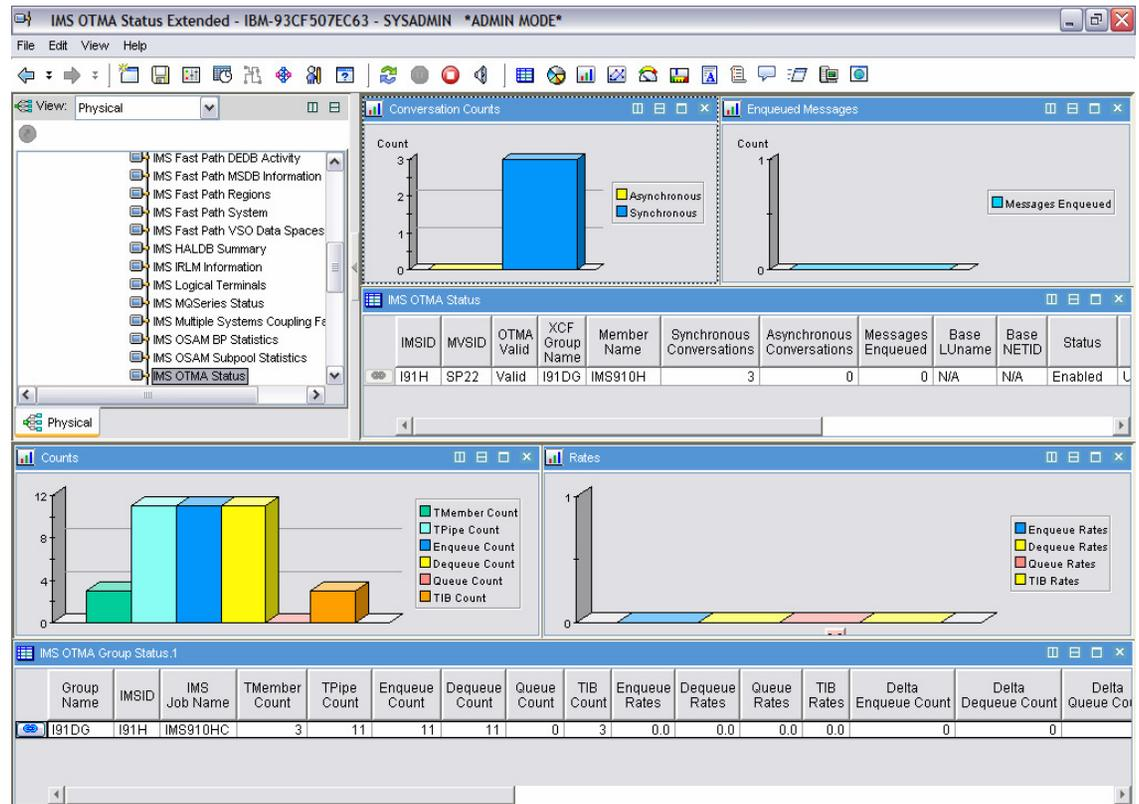 IMS OTMA Status Extended - IBM-93CF507EC63 - SYSADMIN *ADMIN MODE*
File Edit View Help
View: Physical
IMS Fast Path DEDB Activity
IMS Fast Path MSDB Information
IMS Fast Path Regions
IMS Fast Path System
IMS Fast Path VSO Data Spaces
IMS HALDB Summary
IMS IRLM Information
IMS Logical Terminals
IMS MQSeries Status
IMS Multiple Systems Coupling Fa
IMS OSAM BP Statistics
IMS OSAM Subpool Statistics
IMS OTMA Status
Physical
Conversation Counts
Count
3
2
1
0
Asynchronous
Synchronous
Enqueued Messages
Count
1
0
Messages Enqueued
IMS OTMA Status
IMSID MVSID OTMA Valid XCF Group Name Member Name Synchronous Conversations Asynchronous Conversations Messages Enqueued Base LUname Base NETID Status
I91H SP22 Valid I91DG IMS910H 3 0 0 N/A N/A Enabled U
Counts
12
8
4
0
TMember Count
TPipe Count
Enqueue Count
Dequeue Count
Queue Count
TIB Count
Rates
1
0
Enqueue Rates
Dequeue Rates
Queue Rates
TIB Rates
IMS OTMA Group Status.1
Group Name IMSID IMS Job Name TMember Count TPipe Count Enqueue Count Dequeue Count Queue Count TIB Count Enqueue Rates Dequeue Rates Queue Rates TIB Rates Delta Enqueue Count Delta Dequeue Count Delta Queue Cou
I91DG I91H IMS910HC 3 11 11 11 0 3 0.0 0.0 0.0 0.0 0 0